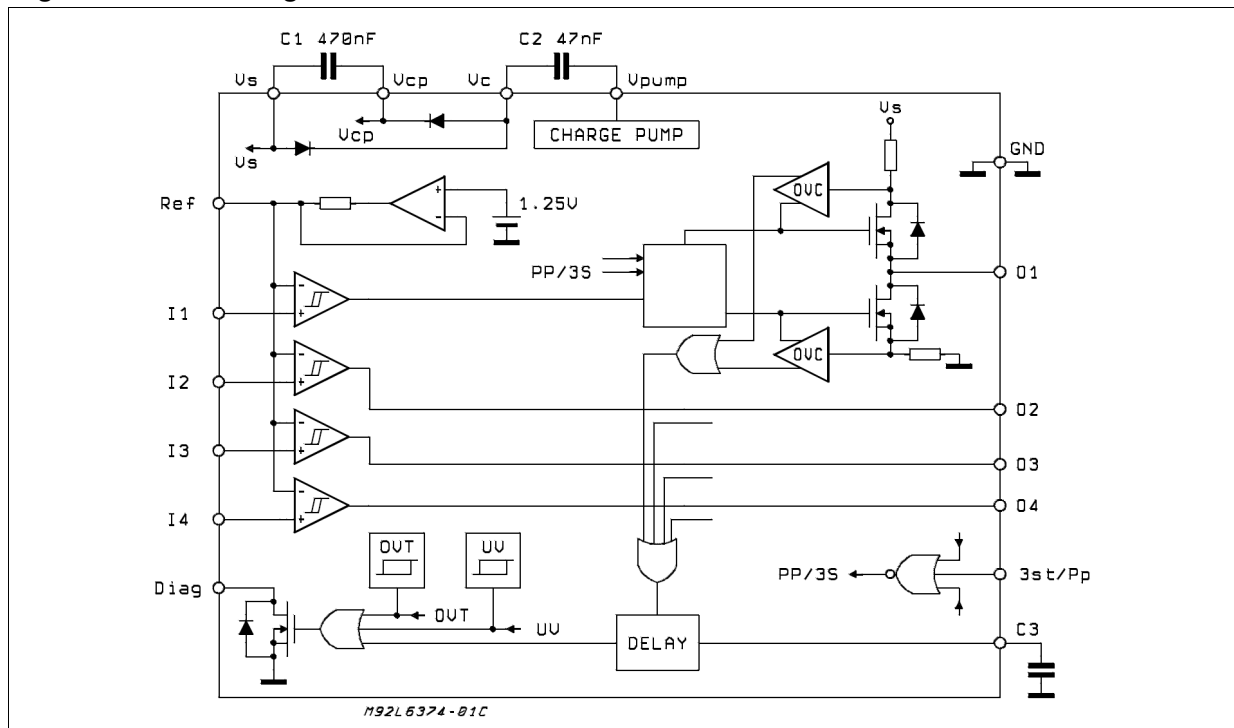 C1 470nF
C2 47nF
Vs
Vcp
Vc
Vpump
Vs
Vcp
CHARGE PUMP
Vs
GND
OVC
Ref
+
-
1.25V
PP/3S
O1
-
+
I1
OVC
-
+
I2
O2
-
+
I3
O3
-
+
I4
O4
OVT
UV
PP/3S
3st/Pp
Diag
OVT
UV
DELAY
C3
M92L6374-01C